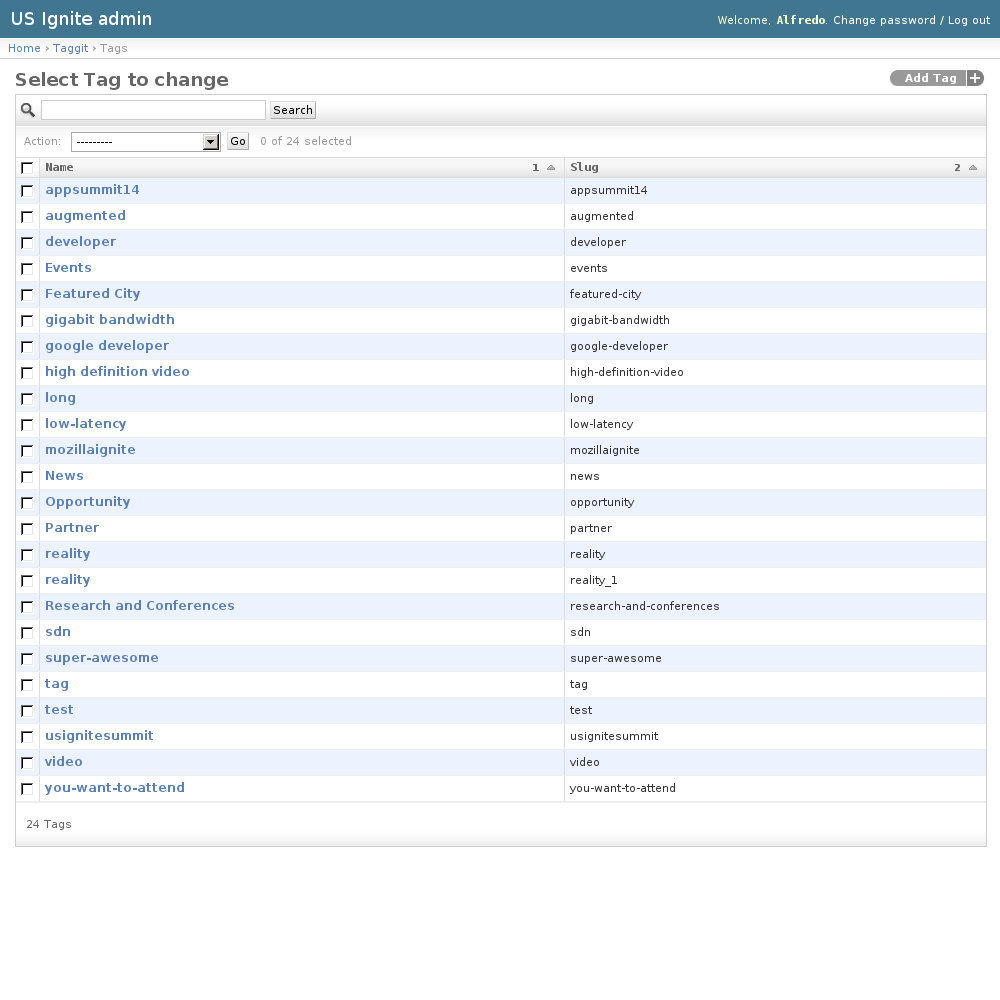 US Ignite admin
Welcome, Alfredo. Change password / Log out
Home › Taggit › Tags
Select Tag to change
Add Tag
Search
Action: --------- Go 0 of 24 selected
Name 1 Slug 2
appsummit14 appsummit14
augmented augmented
developer developer
Events events
Featured City featured-city
gigabit bandwidth gigabit-bandwidth
google developer google-developer
high definition video high-definition-video
long long
low-latency low-latency
mozillaignite mozillaignite
News news
Opportunity opportunity
Partner partner
reality reality
reality reality_1
Research and Conferences research-and-conferences
sdn sdn
super-awesome super-awesome
tag tag
test test
usignitesummit usignitesummit
video video
you-want-to-attend you-want-to-attend
24 Tags